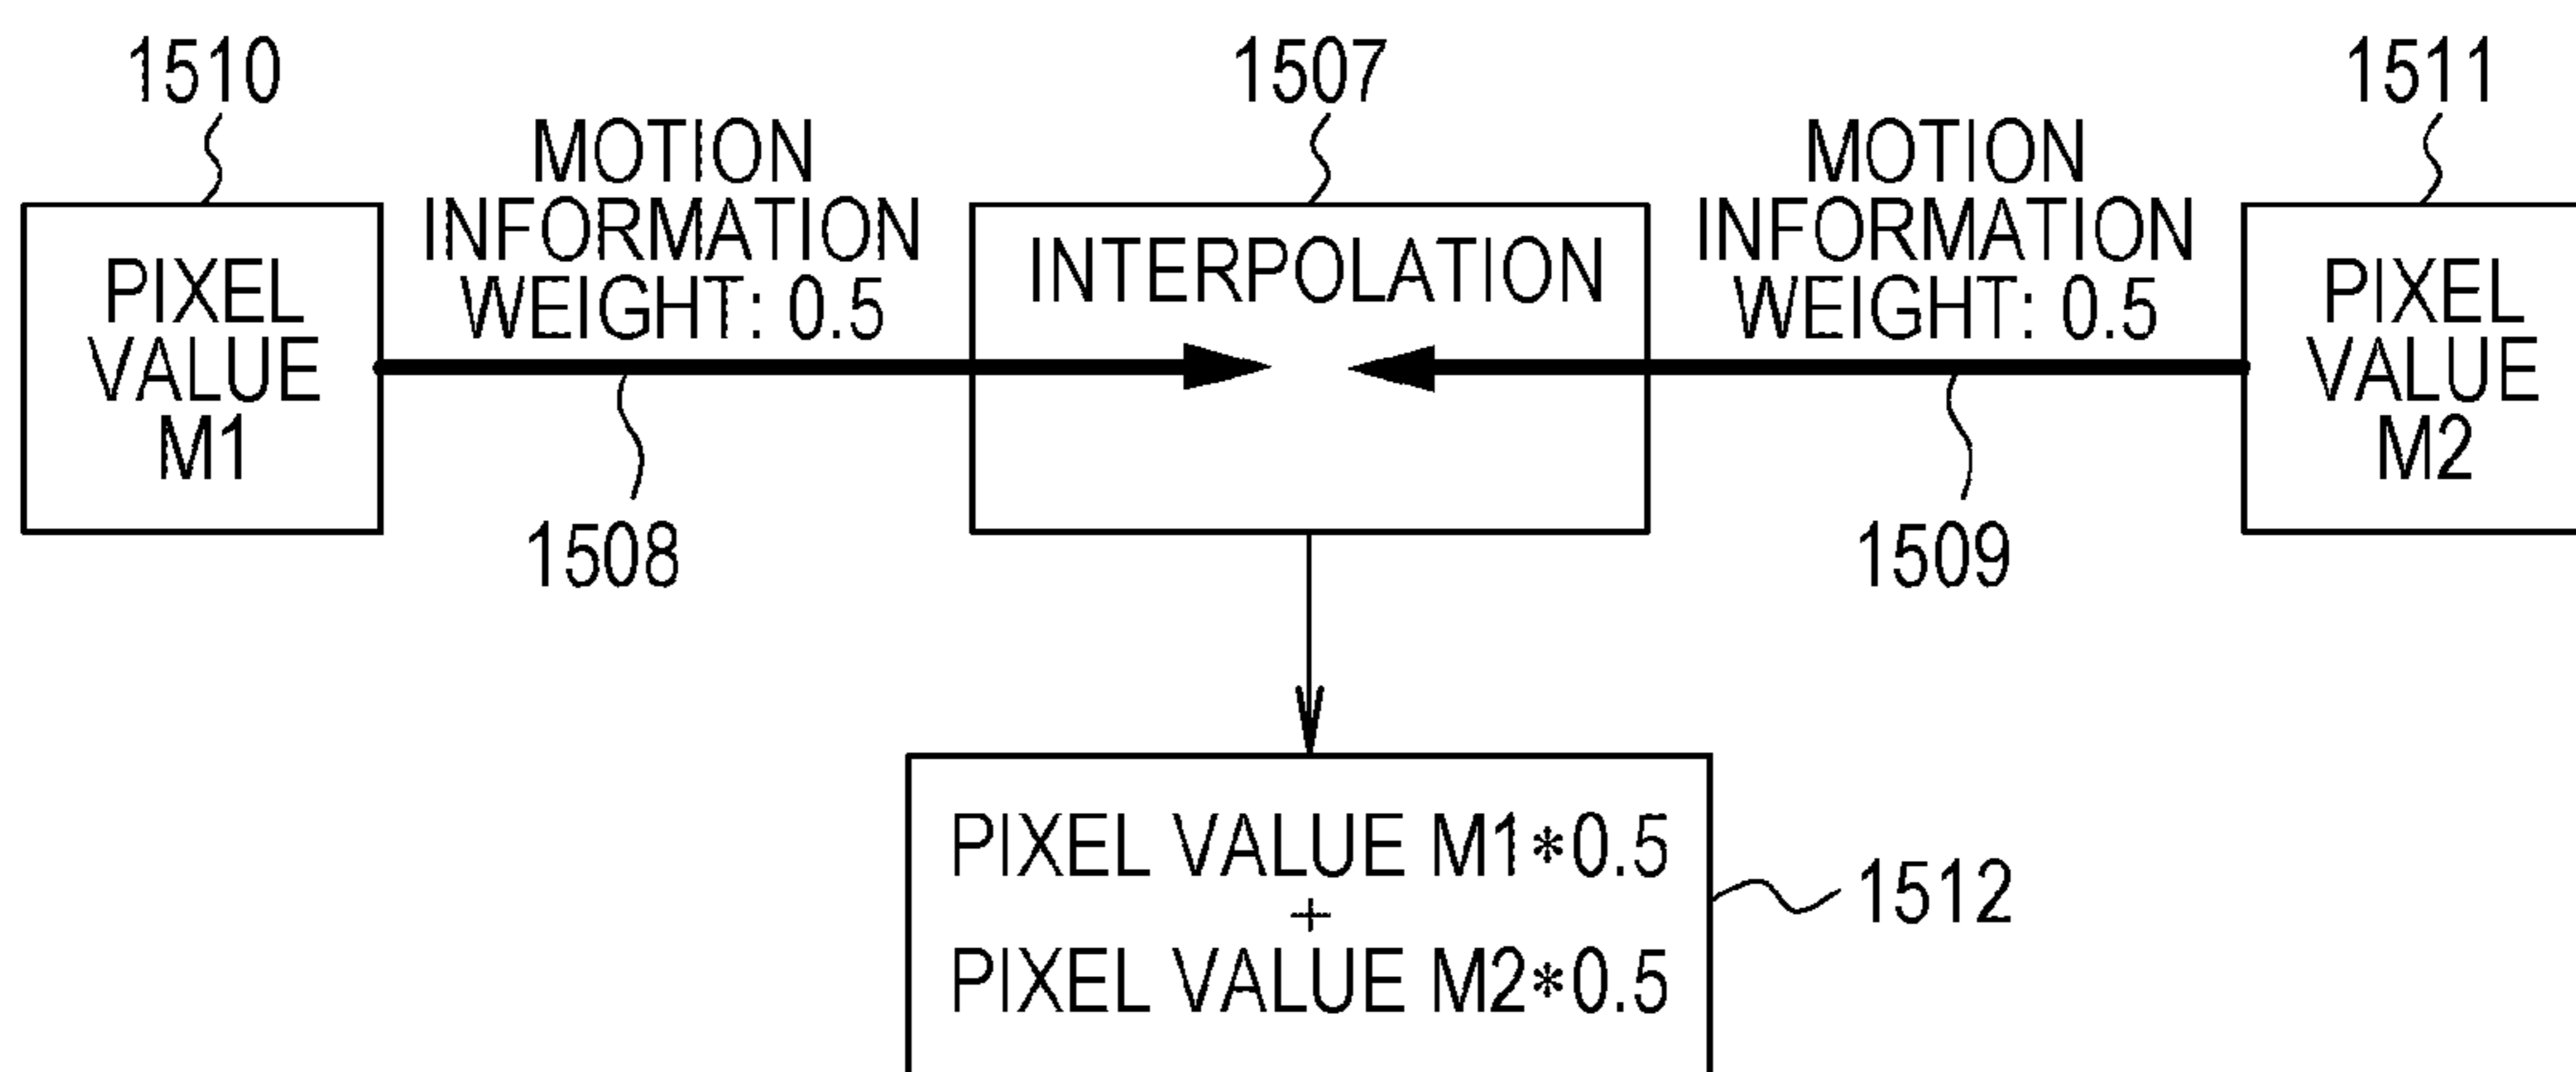 1510
1507
1511
MOTION
INFORMATION
WEIGHT: 0.5
MOTION
INFORMATION
WEIGHT: 0.5
PIXEL
VALUE
M1
INTERPOLATION
PIXEL
VALUE
M2
1508
1509
PIXEL VALUE M1*0.5
+
PIXEL VALUE M2*0.5
1512